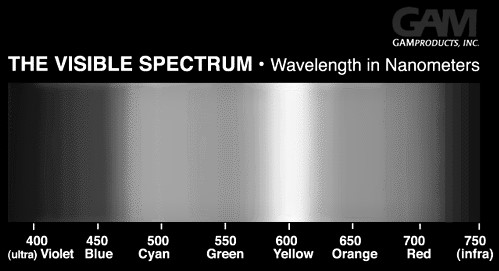 GAM
GAMPRODUCTS, INC.
THE VISIBLE SPECTRUM • Wavelength in Nanometers
400 450 500 550 600 650 700 750
(ultra) Violet Blue Cyan Green Yellow Orange Red (infra)